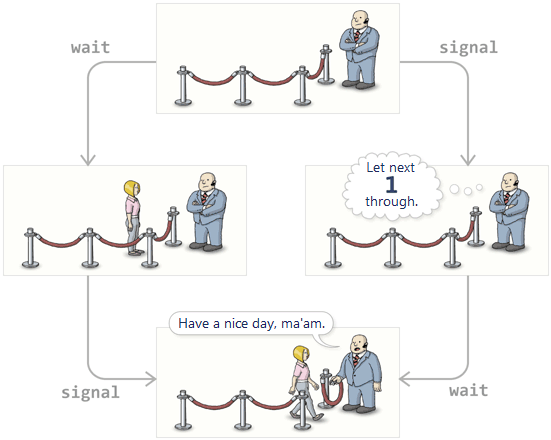 wait
signal
Let next
1
through.
Have a nice day, ma'am.
signal
wait